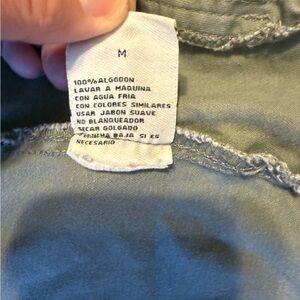 M
100%ALGODON
LAVAR A MAQUINA
CON AGUA FRIA
CON COLORES SIMILARES
USAR JABON SUAVE
NO BLANQUEADOR
SECAR COLGADO
PLANCHA BAJA SI ES
NECESARIO